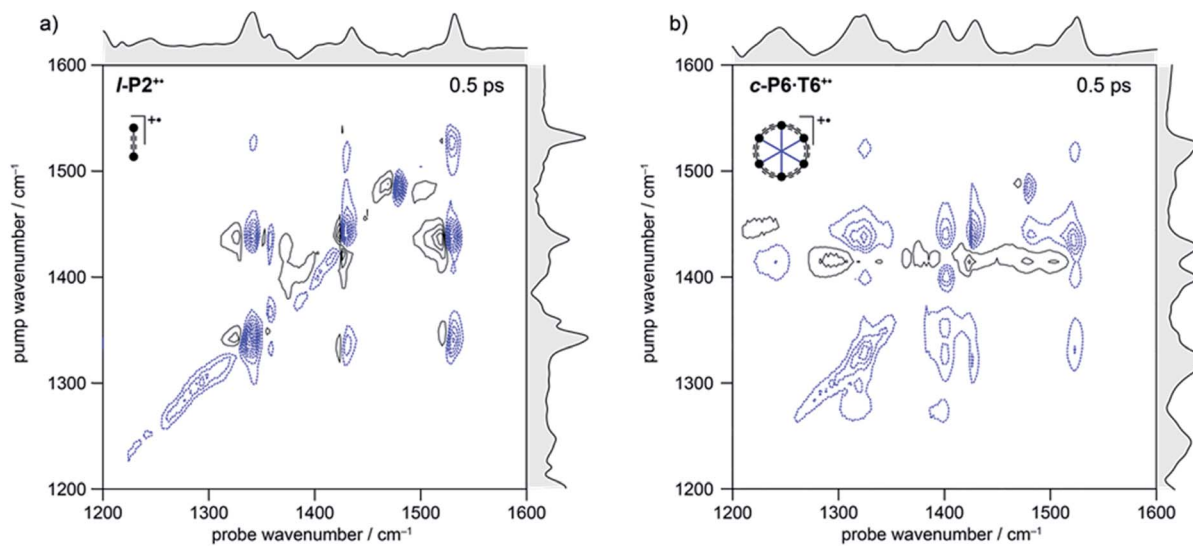 a)
1600
1500
1400
1300
1200
pump wavenumber / cm⁻¹
l-P2⁺•
0.5 ps
+•
1200 1300 1400 1500 1600
probe wavenumber / cm⁻¹
b)
1600
1500
1400
1300
1200
pump wavenumber / cm⁻¹
c-P6·T6⁺•
0.5 ps
+•
1200 1300 1400 1500 1600
probe wavenumber / cm⁻¹